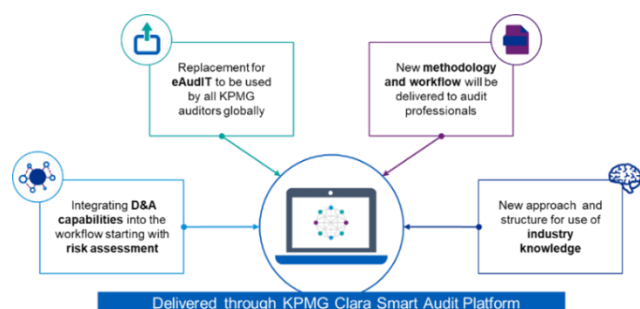 Replacement for
eAudIT to be used
by all KPMG
auditors globally
New methodology
and workflow will be
delivered to audit
professionals
Integrating D&A
capabilities into the
workflow starting with
risk assessment
New approach and
structure for use of
industry
knowledge
Delivered through KPMG Clara Smart Audit Platform